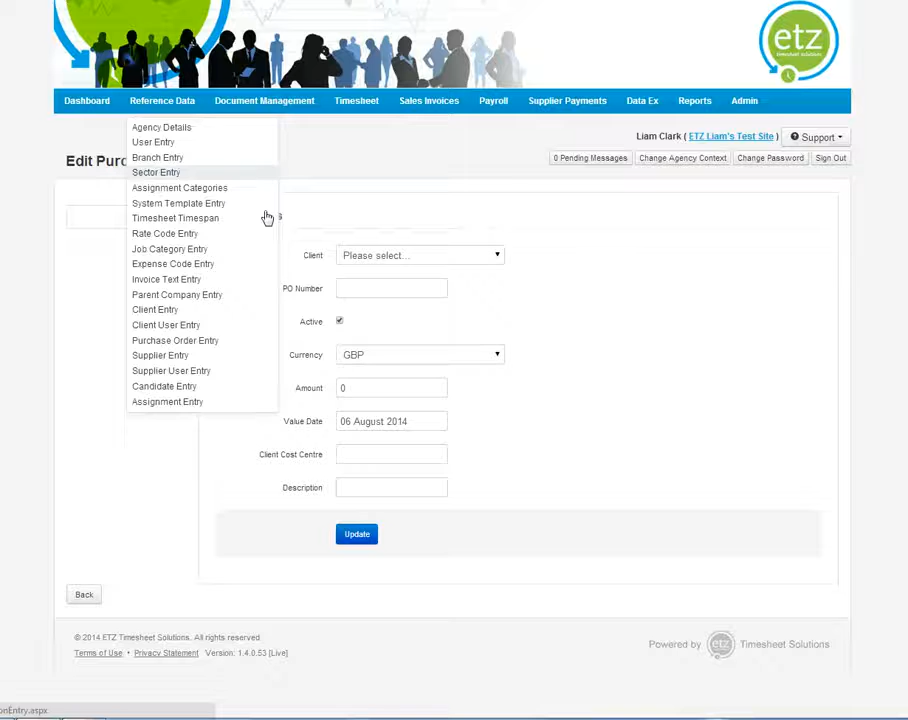 etz
timesheet solutions
Dashboard Reference Data Document Management Timesheet Sales Invoices Payroll Supplier Payments Data Ex Reports Admin
Liam Clark ( ETZ Liam's Test Site ) Support
0 Pending Messages Change Agency Context Change Password Sign Out
Edit Purc
Agency Details
User Entry
Branch Entry
Sector Entry
Assignment Categories
System Template Entry
Timesheet Timespan
Rate Code Entry
Job Category Entry
Expense Code Entry
Invoice Text Entry
Parent Company Entry
Client Entry
Client User Entry
Purchase Order Entry
Supplier Entry
Supplier User Entry
Candidate Entry
Assignment Entry
s
Client Please select...
PO Number
Active
Currency GBP
Amount 0
Value Date 06 August 2014
Client Cost Centre
Description
Update
Back
© 2014 ETZ Timesheet Solutions. All rights reserved
Terms of Use • Privacy Statement Version: 1.4.0.53 [Live]
Powered by etz Timesheet Solutions
onEntry.aspx